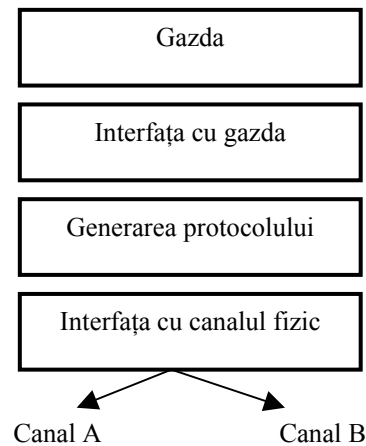 Gazda
Interfața cu gazda
Generarea protocolului
Interfața cu canalul fizic
Canal A Canal B